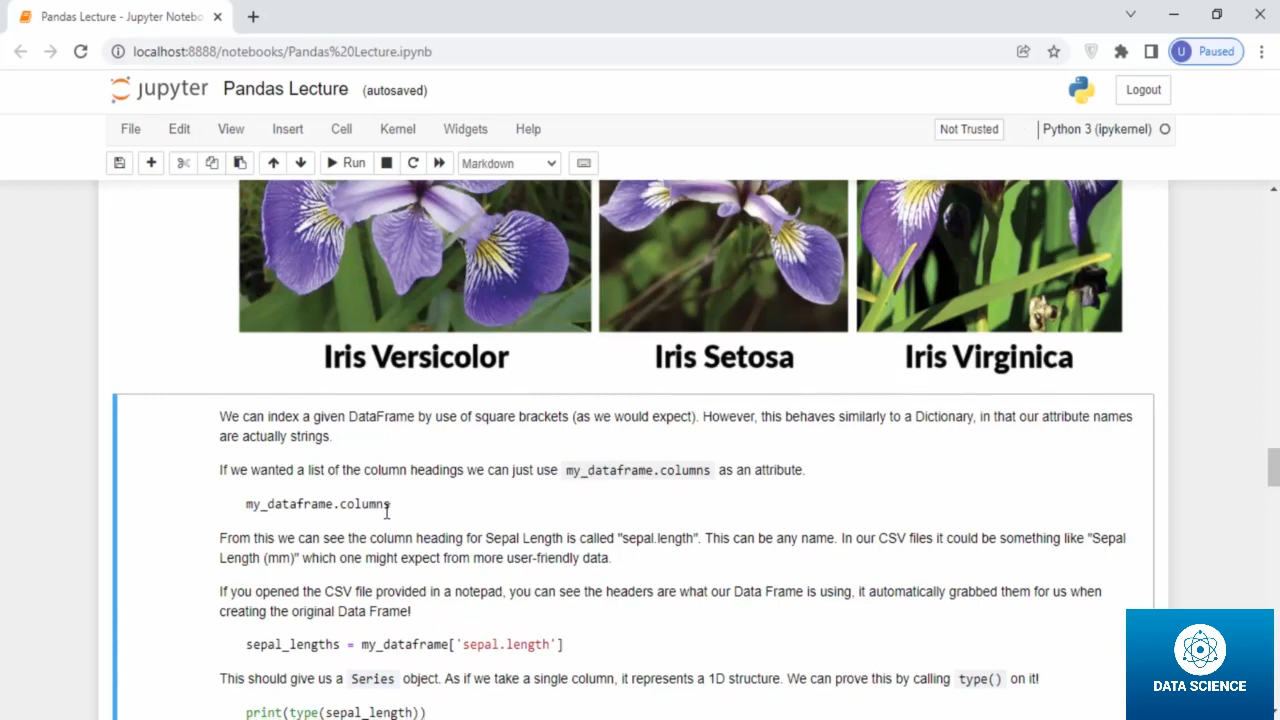 Pandas Lecture - Jupyter Notebo
localhost:8888/notebooks/Pandas%20Lecture.ipynb
U Paused
jupyter Pandas Lecture (autosaved)
Logout
File Edit View Insert Cell Kernel Widgets Help
Not Trusted Python 3 (ipykernel)
Run Markdown
Iris Versicolor Iris Setosa Iris Virginica
We can index a given DataFrame by use of square brackets (as we would expect). However, this behaves similarly to a Dictionary, in that our attribute names
are actually strings.
If we wanted a list of the column headings we can just use my_dataframe.columns as an attribute.
my_dataframe.columns
From this we can see the column heading for Sepal Length is called "sepal.length". This can be any name. In our CSV files it could be something like "Sepal
Length (mm)" which one might expect from more user-friendly data.
If you opened the CSV file provided in a notepad, you can see the headers are what our Data Frame is using, it automatically grabbed them for us when
creating the original Data Frame!
sepal_lengths = my_dataframe['sepal.length']
This should give us a Series object. As if we take a single column, it represents a 1D structure. We can prove this by calling type() on it!
print(type(sepal_length))
DATA SCIENCE